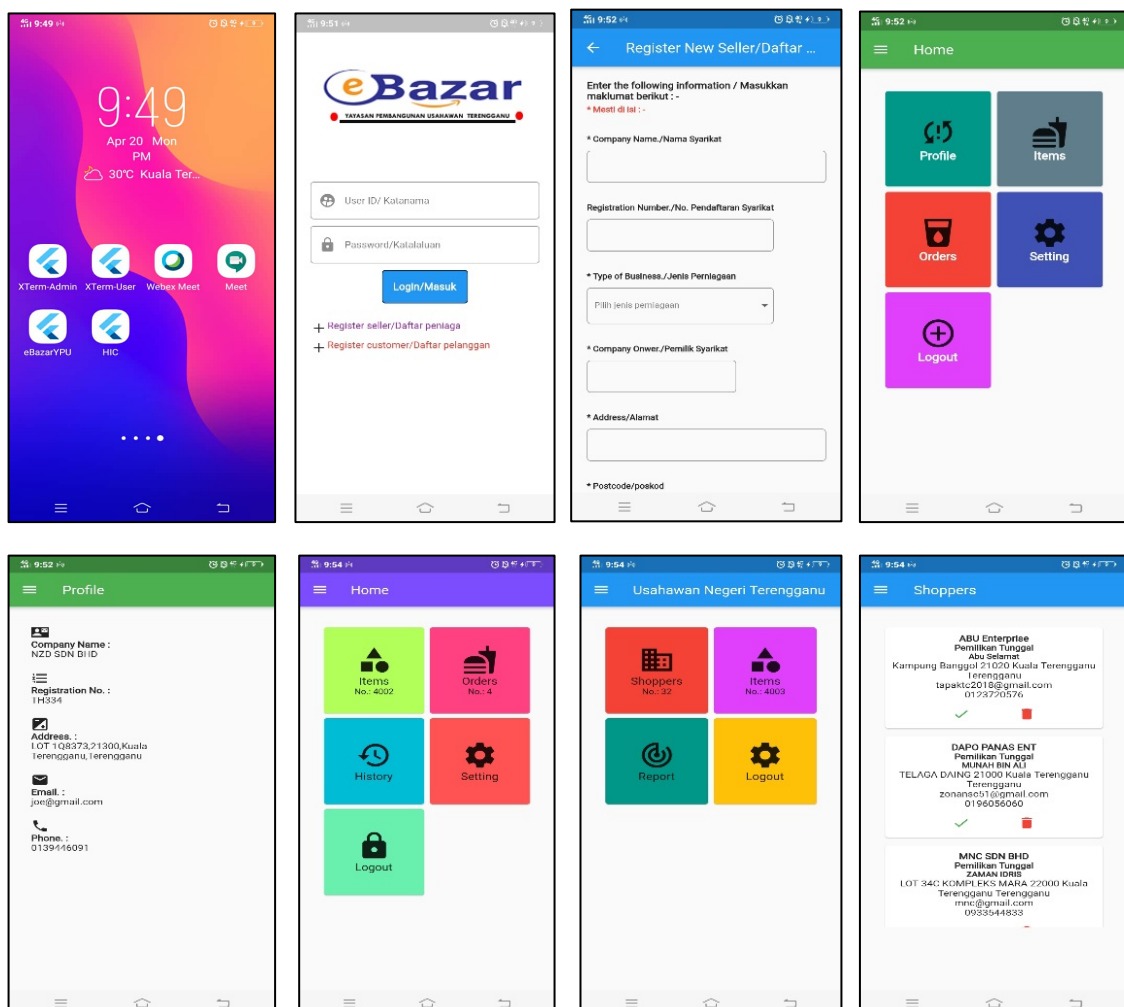 9:49
9:49
Apr 20 Mon
PM
30℃ Kuala Ter...
XTerm-Admin
XTerm-User
Webex Meet
Meet
eBazarYPU
HIC
9:51
eBazar
YAYASAN PEMBANGUNAN USAHAWAN TERENGGANU
User ID/ Katanama
Password/Katalaluan
Login/Masuk
Register seller/Daftar peniaga
Register customer/Daftar pelanggan
9:52
Register New Seller/Daftar ...
Enter the following information / Masukkan
maklumat berikut : -
* Mesti di isi : -
* Company Name./Nama Syarikat
Registration Number./No. Pendaftaran Syarikat
* Type of Business./Jenis Perniagaan
Pilih jenis perniagaan
* Company Onwer./Pemilik Syarikat
* Address/Alamat
* Postcode/poskod
9:52
Home
Profile
Items
Orders
Setting
Logout
9:52
Profile
Company Name :
NZD SDN BHD
Registration No. :
TH334
Address. :
LOT 1Q8373,21300,Kuala
Terengganu,Terengganu
Email. :
joe@gmail.com
Phone. :
0139446091
9:54
Home
Items
No.: 4002
Orders
No.: 4
History
Setting
Logout
9:54
Usahawan Negeri Terengganu
Shoppers
No.: 32
Items
No.: 4003
Report
Logout
9:54
Shoppers
ABU Enterprise
Pemilikan Tunggal
Abu Selamat
Kampung Banggol 21020 Kuala Terengganu
Terengganu
tapaktc2018@gmail.com
0123720576
DAPO PANAS ENT
Pemilikan Tunggal
MUNAH BIN ALI
TELAGA DAING 21000 Kuala Terengganu
Terengganu
zonansc51@gmail.com
0196056060
MNC SDN BHD
Pemilikan Tunggal
ZAMAN IDRIS
LOT 34C KOMPLEKS MARA 22000 Kuala
Terengganu Terengganu
mnc@gmail.com
0933544833